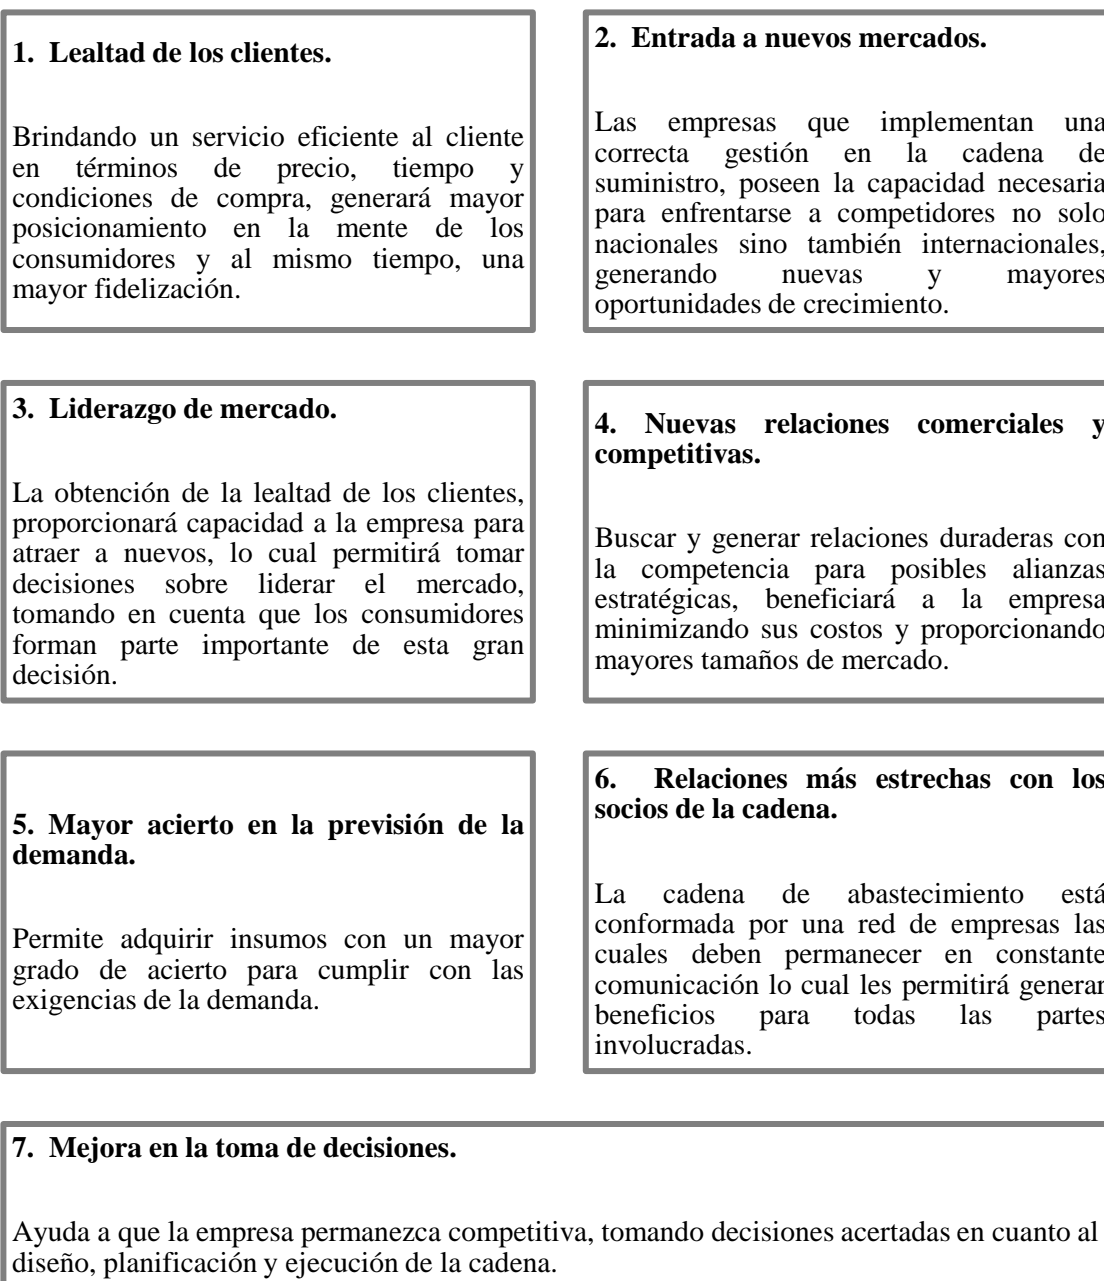 1. Lealtad de los clientes.
Brindando un servicio eficiente al cliente
en términos de precio, tiempo y
condiciones de compra, generará mayor
posicionamiento en la mente de los
consumidores y al mismo tiempo, una
mayor fidelización.
2. Entrada a nuevos mercados.
Las empresas que implementan una
correcta gestión en la cadena de
suministro, poseen la capacidad necesaria
para enfrentarse a competidores no solo
nacionales sino también internacionales,
generando nuevas y mayores
oportunidades de crecimiento.
3. Liderazgo de mercado.
La obtención de la lealtad de los clientes,
proporcionará capacidad a la empresa para
atraer a nuevos, lo cual permitirá tomar
decisiones sobre liderar el mercado,
tomando en cuenta que los consumidores
forman parte importante de esta gran
decisión.
4. Nuevas relaciones comerciales y
competitivas.
Buscar y generar relaciones duraderas con
la competencia para posibles alianzas
estratégicas, beneficiará a la empresa
minimizando sus costos y proporcionando
mayores tamaños de mercado.
5. Mayor acierto en la previsión de la
demanda.
Permite adquirir insumos con un mayor
grado de acierto para cumplir con las
exigencias de la demanda.
6. Relaciones más estrechas con los
socios de la cadena.
La cadena de abastecimiento está
conformada por una red de empresas las
cuales deben permanecer en constante
comunicación lo cual les permitirá generar
beneficios para todas las partes
involucradas.
7. Mejora en la toma de decisiones.
Ayuda a que la empresa permanezca competitiva, tomando decisiones acertadas en cuanto al
diseño, planificación y ejecución de la cadena.